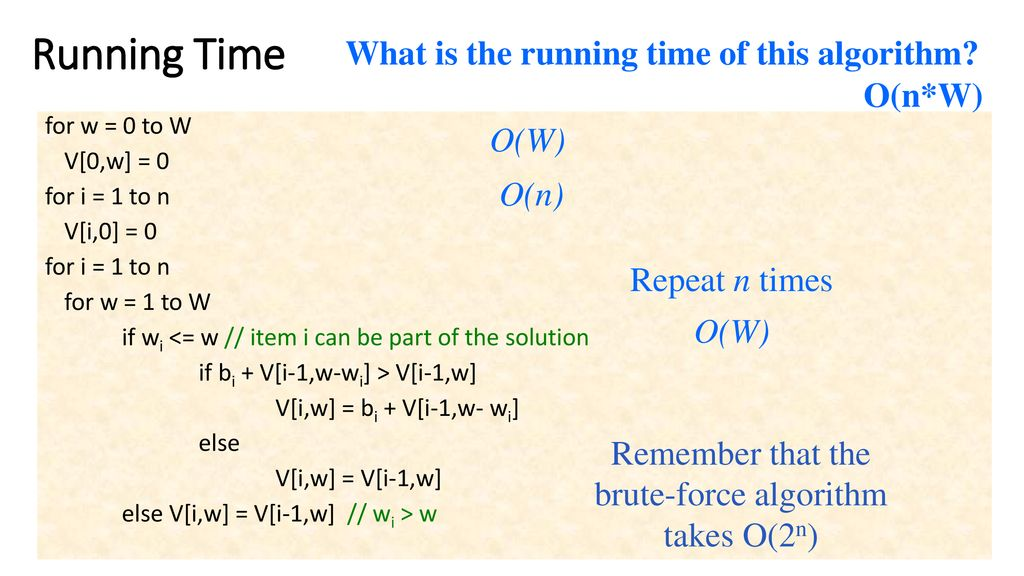 Running Time
What is the running time of this algorithm?
O(n*W)
for w = 0 to W
O(W)
V[0,w] = 0
for i = 1 to n
O(n)
V[i,0] = 0
for i = 1 to n
Repeat n times
for w = 1 to W
O(W)
if wᵢ <= w // item i can be part of the solution
if bᵢ + V[i-1,w-wᵢ] > V[i-1,w]
V[i,w] = bᵢ + V[i-1,w- wᵢ]
else
V[i,w] = V[i-1,w]
else V[i,w] = V[i-1,w] // wᵢ > w
Remember that the
brute-force algorithm
takes O(2ⁿ)